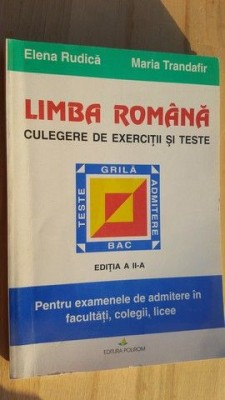 Elena Rudică Maria Trandafir
LIMBA ROMÂNĂ
CULEGERE DE EXERCIȚII ȘI TESTE
GRILĂ
TESTE
ADMITERE
BAC
EDIȚIA A II-A
Pentru examenele de admitere în
facultăți, colegii, licee
EDITURA POLIROM